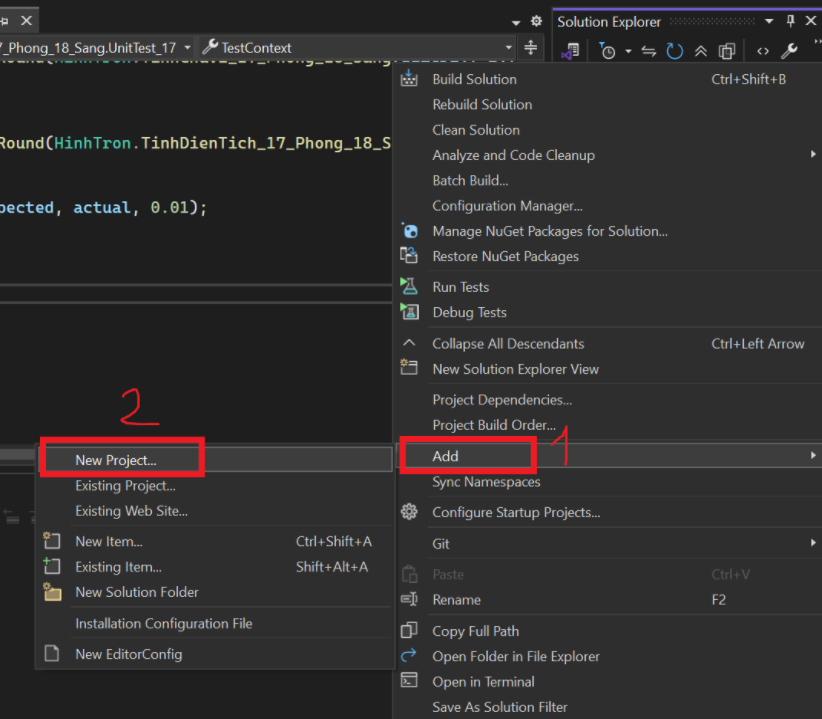 Solution Explorer
7_Phong_18_Sang.UnitTest_17
TestContext
Build Solution Ctrl+Shift+B
Rebuild Solution
Clean Solution
Round(HinhTron.TinhDienTich_17_Phong_18_S
Analyze and Code Cleanup
Batch Build...
pected, actual, 0.01);
Configuration Manager...
Manage NuGet Packages for Solution...
Restore NuGet Packages
Run Tests
Debug Tests
Collapse All Descendants Ctrl+Left Arrow
New Solution Explorer View
Project Dependencies...
Project Build Order...
2
1
New Project...
Add
Existing Project...
Sync Namespaces
Existing Web Site...
Configure Startup Projects...
New Item... Ctrl+Shift+A
Git
Existing Item... Shift+Alt+A
Paste Ctrl+V
New Solution Folder
Rename F2
Installation Configuration File
Copy Full Path
New EditorConfig
Open Folder in File Explorer
Open in Terminal
Save As Solution Filter